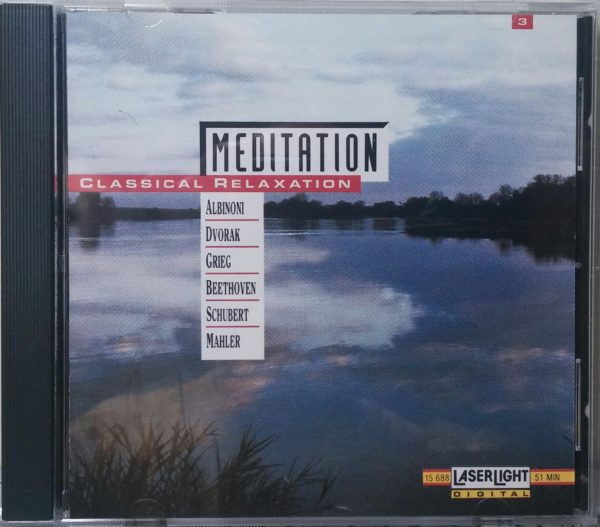 3
MEDITATION
CLASSICAL RELAXATION
ALBINONI
DVORAK
GRIEG
BEETHOVEN
SCHUBERT
MAHLER
15 688 LASERLIGHT 51 MIN
DIGITAL